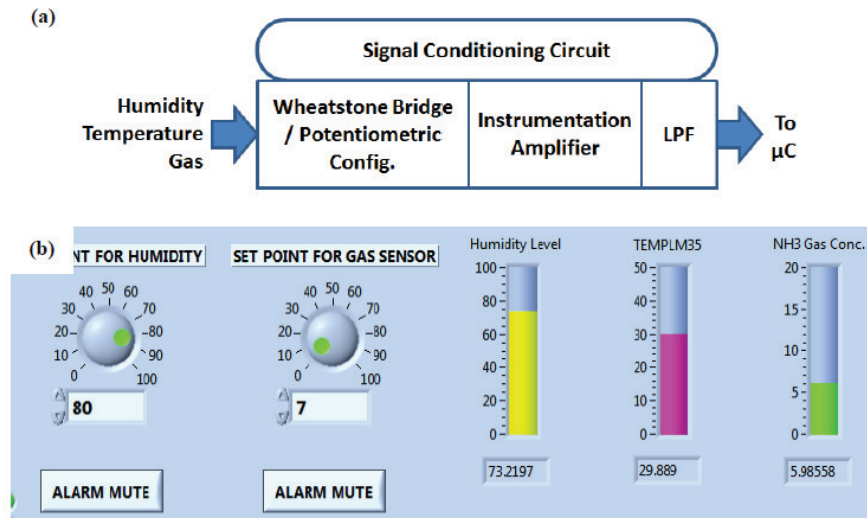 (a)
Signal Conditioning Circuit
Humidity
Temperature
Gas
Wheatstone Bridge
/ Potentiometric
Config.
Instrumentation
Amplifier
LPF
To
µC
(b)
NT FOR HUMIDITY
SET POINT FOR GAS SENSOR
0 10 20 30 40 50 60 70 80 90 100
80
ALARM MUTE
0 10 20 30 40 50 60 70 80 90 100
7
ALARM MUTE
Humidity Level
100
80
60
40
20
0
73.2197
TEMPLM35
50
40
30
20
10
0
29.889
NH3 Gas Conc.
20
15
10
5
0
5.98558